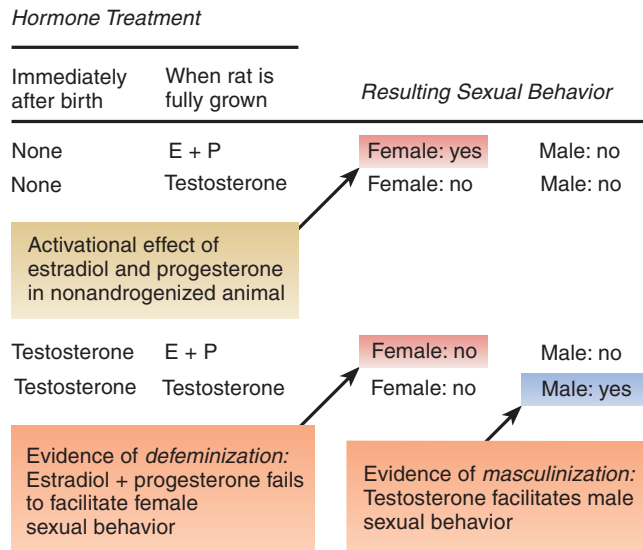 Hormone Treatment
Immediately after birth
When rat is fully grown
Resulting Sexual Behavior
None E + P Female: yes Male: no
None Testosterone Female: no Male: no
Activational effect of
estradiol and progesterone
in nonandrogenized animal
Testosterone E + P Female: no Male: no
Testosterone Testosterone Female: no Male: yes
Evidence of defeminization:
Estradiol + progesterone fails
to facilitate female
sexual behavior
Evidence of masculinization:
Testosterone facilitates male
sexual behavior